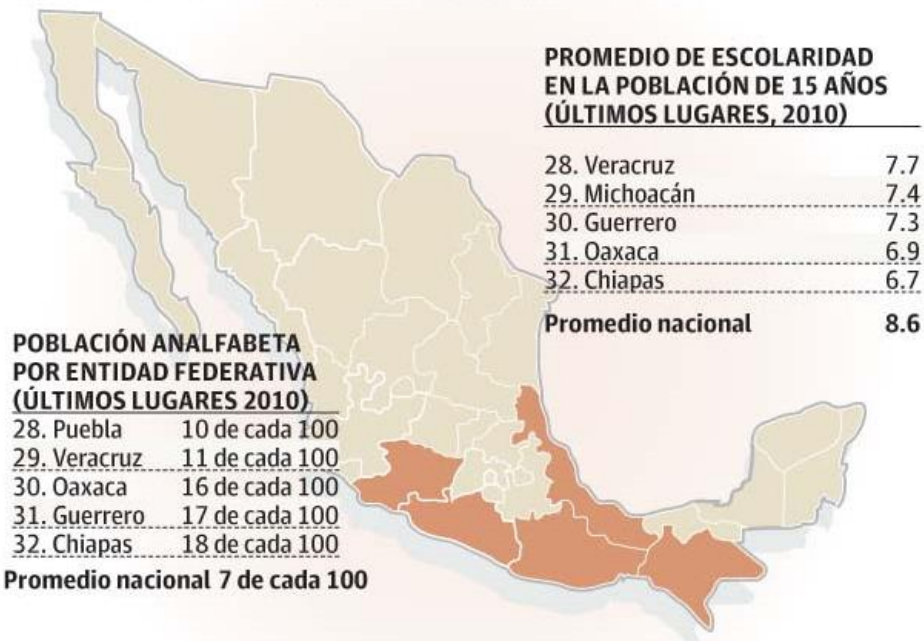 PROMEDIO DE ESCOLARIDAD
EN LA POBLACIÓN DE 15 AÑOS
(ÚLTIMOS LUGARES, 2010)
28. Veracruz 7.7
29. Michoacán 7.4
30. Guerrero 7.3
31. Oaxaca 6.9
32. Chiapas 6.7
Promedio nacional 8.6
POBLACIÓN ANALFABETA
POR ENTIDAD FEDERATIVA
(ÚLTIMOS LUGARES 2010)
28. Puebla 10 de cada 100
29. Veracruz 11 de cada 100
30. Oaxaca 16 de cada 100
31. Guerrero 17 de cada 100
32. Chiapas 18 de cada 100
Promedio nacional 7 de cada 100